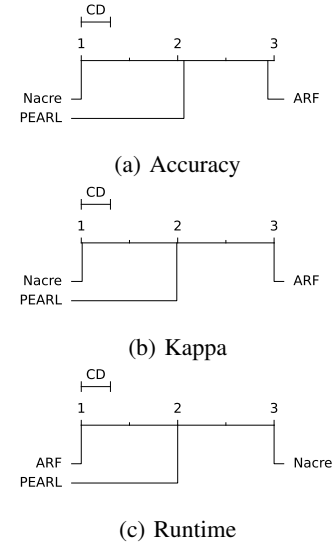 CD
1 2 3
Nacre ARF
PEARL
(a) Accuracy
CD
1 2 3
Nacre ARF
PEARL
(b) Kappa
CD
1 2 3
ARF Nacre
PEARL
(c) Runtime